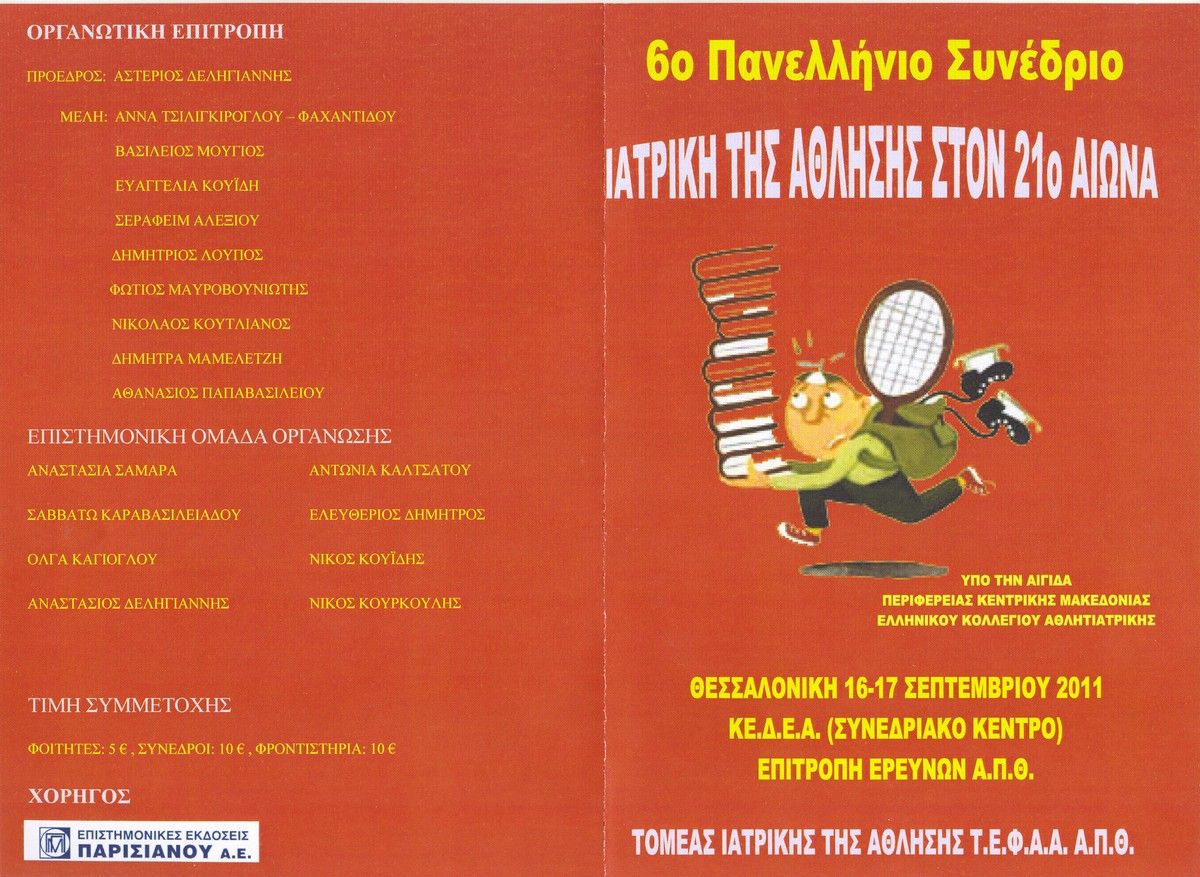 ΟΡΓΑΝΩΤΙΚΗ ΕΠΙΤΡΟΠΗ
ΠΡΟΕΔΡΟΣ: ΑΣΤΕΡΙΟΣ ΔΕΛΗΓΙΑΝΝΗΣ
ΜΕΛΗ: ΑΝΝΑ ΤΣΙΛΙΓΚΙΡΟΓΛΟΥ – ΦΑΧΑΝΤΙΔΟΥ
ΒΑΣΙΛΕΙΟΣ ΜΟΥΓΙΟΣ
ΕΥΑΓΓΕΛΙΑ ΚΟΥΪΔΗ
ΣΕΡΑΦΕΙΜ ΑΛΕΞΙΟΥ
ΔΗΜΗΤΡΙΟΣ ΛΟΥΠΟΣ
ΦΩΤΙΟΣ ΜΑΥΡΟΒΟΥΝΙΩΤΗΣ
ΝΙΚΟΛΑΟΣ ΚΟΥΤΛΙΑΝΟΣ
ΔΗΜΗΤΡΑ ΜΑΜΕΛΕΤΖΗ
ΑΘΑΝΑΣΙΟΣ ΠΑΠΑΒΑΣΙΛΕΙΟΥ
ΕΠΙΣΤΗΜΟΝΙΚΗ ΟΜΑΔΑ ΟΡΓΑΝΩΣΗΣ
ΑΝΑΣΤΑΣΙΑ ΣΑΜΑΡΑ ΑΝΤΩΝΙΑ ΚΑΛΤΣΑΤΟΥ
ΣΑΒΒΑΤΩ ΚΑΡΑΒΑΣΙΛΕΙΑΔΟΥ ΕΛΕΥΘΕΡΙΟΣ ΔΗΜΗΤΡΟΣ
ΟΛΓΑ ΚΑΓΙΟΓΛΟΥ ΝΙΚΟΣ ΚΟΥΪΔΗΣ
ΑΝΑΣΤΑΣΙΟΣ ΔΕΛΗΓΙΑΝΝΗΣ ΝΙΚΟΣ ΚΟΥΡΚΟΥΛΗΣ
ΤΙΜΗ ΣΥΜΜΕΤΟΧΗΣ
ΦΟΙΤΗΤΕΣ: 5 € , ΣΥΝΕΔΡΟΙ: 10 € , ΦΡΟΝΤΙΣΤΗΡΙΑ: 10 €
ΧΟΡΗΓΟΣ
ΕΠΙΣΤΗΜΟΝΙΚΕΣ ΕΚΔΟΣΕΙΣ
ΠΑΡΙΣΙΑΝΟΥ Α.Ε.
6ο Πανελλήνιο Συνέδριο
ΙΑΤΡΙΚΗ ΤΗΣ ΑΘΛΗΣΗΣ ΣΤΟΝ 21ο ΑΙΩΝΑ
ΥΠΟ ΤΗΝ ΑΙΓΙΔΑ
ΠΕΡΙΦΕΡΕΙΑΣ ΚΕΝΤΡΙΚΗΣ ΜΑΚΕΔΟΝΙΑΣ
ΕΛΛΗΝΙΚΟΥ ΚΟΛΛΕΓΙΟΥ ΑΘΛΗΤΙΑΤΡΙΚΗΣ
ΘΕΣΣΑΛΟΝΙΚΗ 16-17 ΣΕΠΤΕΜΒΡΙΟΥ 2011
ΚΕ.Δ.Ε.Α. (ΣΥΝΕΔΡΙΑΚΟ ΚΕΝΤΡΟ)
ΕΠΙΤΡΟΠΗ ΕΡΕΥΝΩΝ Α.Π.Θ.
ΤΟΜΕΑΣ ΙΑΤΡΙΚΗΣ ΤΗΣ ΑΘΛΗΣΗΣ Τ.Ε.Φ.Α.Α. Α.Π.Θ.